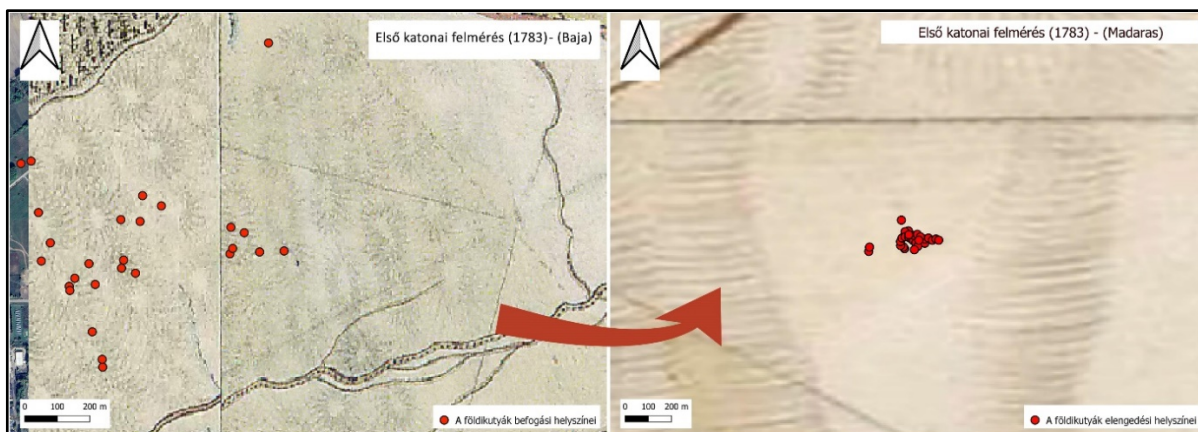 Első katonai felmérés (1783)- (Baja)
0 100 200 m
A földikutyák befogási helyszínei
Első katonai felmérés (1783) - (Madaras)
0 100 200 m
A földikutyák elengedési helyszínei